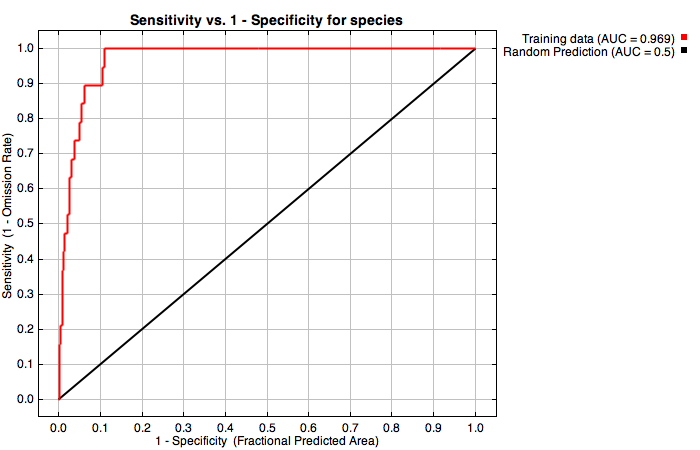 Sensitivity vs. 1 - Specificity for species
Training data (AUC = 0.969)
Random Prediction (AUC = 0.5)
Sensitivity (1 - Omission Rate)
1.0
0.9
0.8
0.7
0.6
0.5
0.4
0.3
0.2
0.1
0.0
0.0 0.1 0.2 0.3 0.4 0.5 0.6 0.7 0.8 0.9 1.0
1 - Specificity (Fractional Predicted Area)